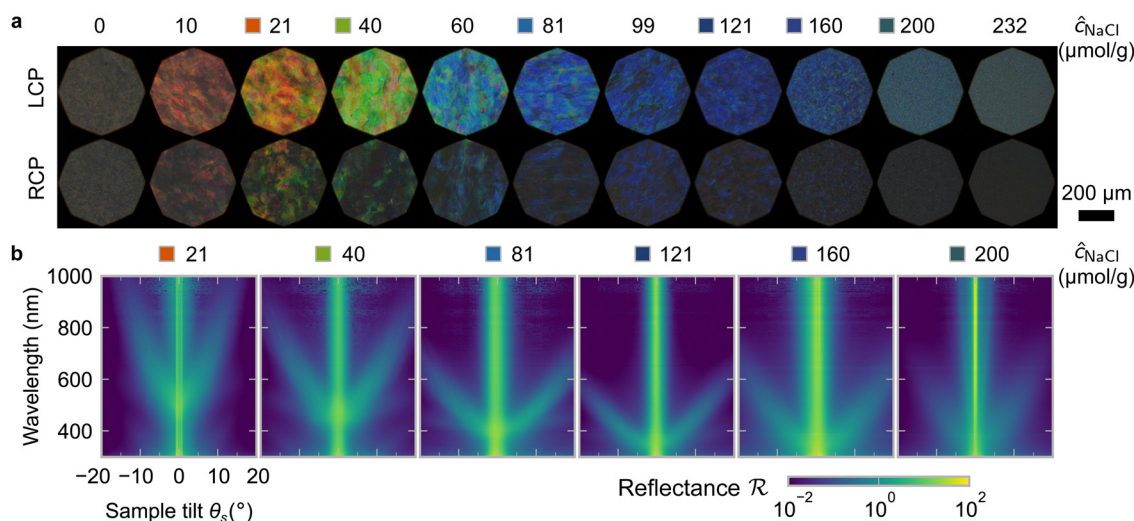 a 0 10 21 40 60 81 99 121 160 200 232 ĉNaCl
(µmol/g)
LCP
RCP
200 µm
b 21 40 81 121 160 200 ĉNaCl
(µmol/g)
Wavelength (nm)
1000
800
600
400
−20 −10 0 10 20
Sample tilt θs(°)
Reflectance ℛ
10⁻² 10⁰ 10²